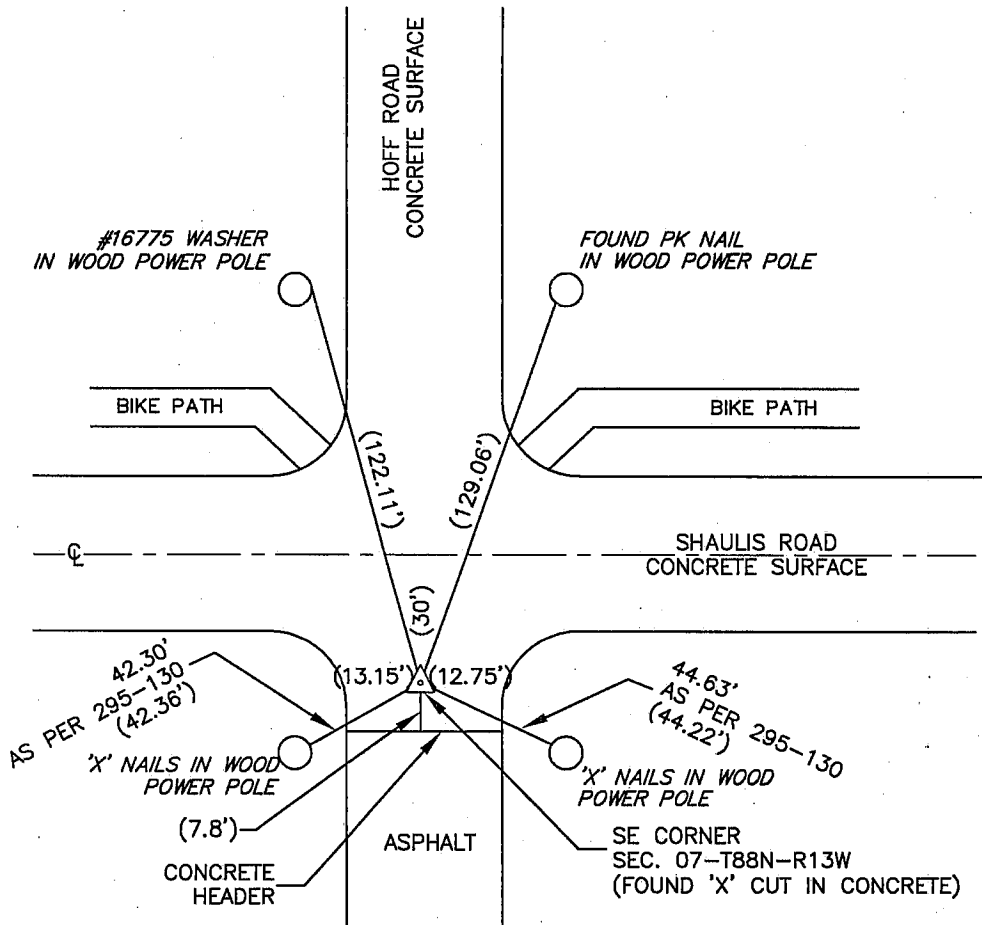 HOFF ROAD
CONCRETE SURFACE
#16775 WASHER
IN WOOD POWER POLE
FOUND PK NAIL
IN WOOD POWER POLE
BIKE PATH
BIKE PATH
(122.11')
(129.06')
℄
SHAULIS ROAD
CONCRETE SURFACE
(30')
(13.15')
(12.75')
42.30'
AS PER 295-130
(42.36')
44.63'
AS PER 295-130
(44.22')
'X' NAILS IN WOOD
POWER POLE
'X' NAILS IN WOOD
POWER POLE
(7.8')
ASPHALT
CONCRETE
HEADER
SE CORNER
SEC. 07-T88N-R13W
(FOUND 'X' CUT IN CONCRETE)